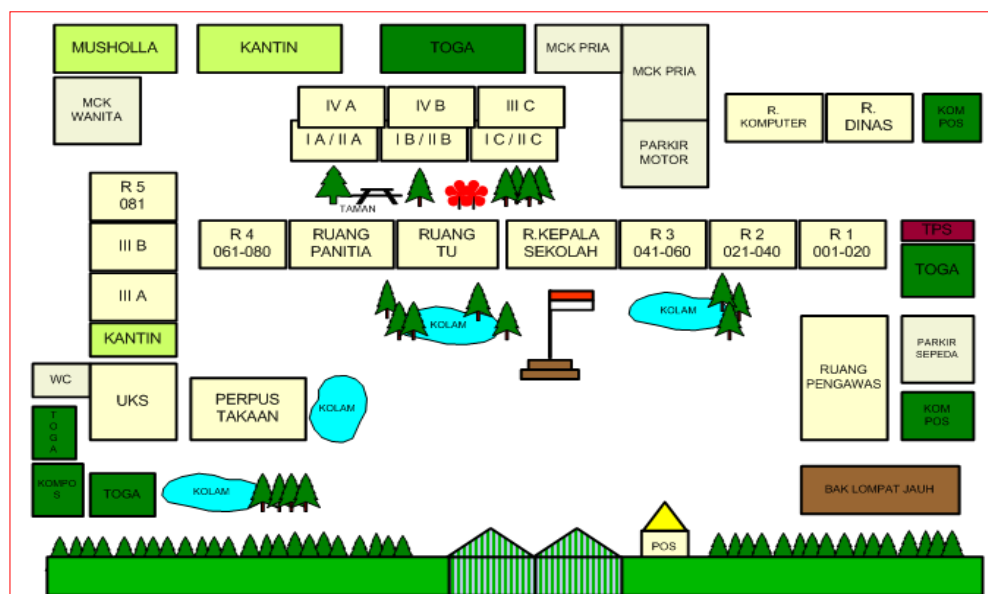 MUSHOLLA
KANTIN
TOGA
MCK PRIA
MCK PRIA
MCK
WANITA
IV A
IV B
III C
R.
KOMPUTER
R.
DINAS
KOM
POS
I A / II A
I B / II B
I C / II C
PARKIR
MOTOR
R 5
081
TAMAN
III B
R 4
061-080
RUANG
PANITIA
RUANG
TU
R.KEPALA
SEKOLAH
R 3
041-060
R 2
021-040
R 1
001-020
TPS
TOGA
III A
KOLAM
KOLAM
KANTIN
RUANG
PENGAWAS
PARKIR
SEPEDA
WC
UKS
PERPUS
TAKAAN
KOLAM
KOM
POS
T
O
G
A
KOMPO
S
TOGA
KOLAM
BAK LOMPAT JAUH
POS